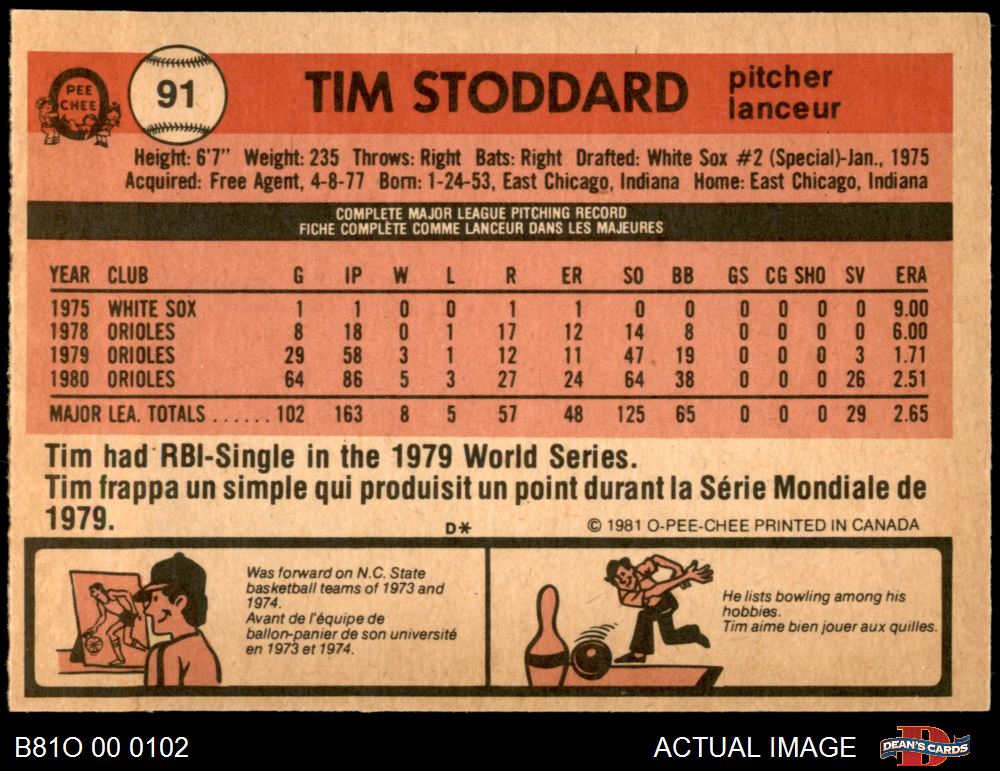 PEE
CHEE
91
TIM STODDARD
pitcher
lanceur
Height: 6'7" Weight: 235 Throws: Right Bats: Right Drafted: White Sox #2 (Special)-Jan., 1975
Acquired: Free Agent, 4-8-77 Born: 1-24-53, East Chicago, Indiana Home: East Chicago, Indiana
COMPLETE MAJOR LEAGUE PITCHING RECORD
FICHE COMPLÈTE COMME LANCEUR DANS LES MAJEURES
YEAR CLUB G IP W L R ER SO BB GS CG SHO SV ERA
1975 WHITE SOX 1 1 0 0 1 1 0 0 0 0 0 0 9.00
1978 ORIOLES 8 18 0 1 17 12 14 8 0 0 0 0 6.00
1979 ORIOLES 29 58 3 1 12 11 47 19 0 0 0 3 1.71
1980 ORIOLES 64 86 5 3 27 24 64 38 0 0 0 26 2.51
MAJOR LEA. TOTALS ...... 102 163 8 5 57 48 125 65 0 0 0 29 2.65
Tim had RBI-Single in the 1979 World Series.
Tim frappa un simple qui produisit un point durant la Série Mondiale de
1979.
D* © 1981 O-PEE-CHEE PRINTED IN CANADA
Was forward on N.C. State
basketball teams of 1973 and
1974.
Avant de l'équipe de
ballon-panier de son université
en 1973 et 1974.
He lists bowling among his
hobbies.
Tim aime bien jouer aux quilles.
B81O 00 0102
ACTUAL IMAGE
DEAN'S CARDS